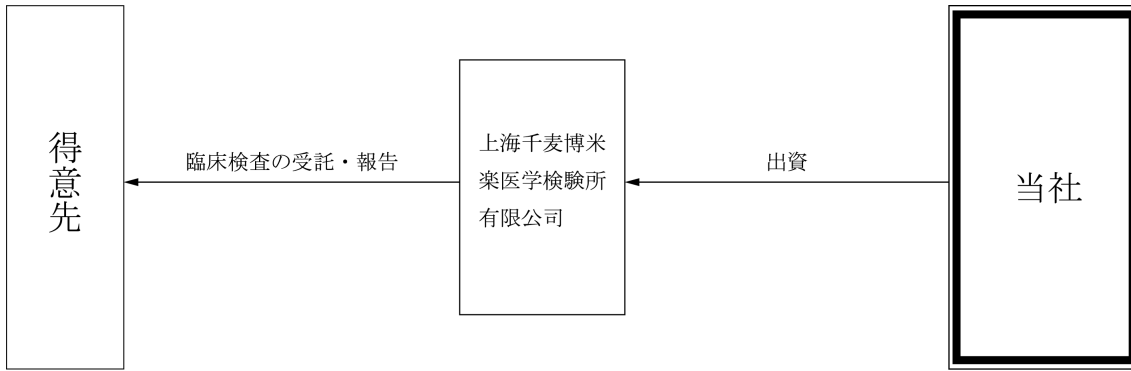 得意先
臨床検査の受託・報告
上海千麦博米
楽医学検験所
有限公司
出資
当社